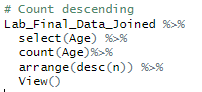 # Count descending
Lab_Final_Data_Joined %>%
select(Age) %>%
count(Age)%>%
arrange(desc(n)) %>%
View()